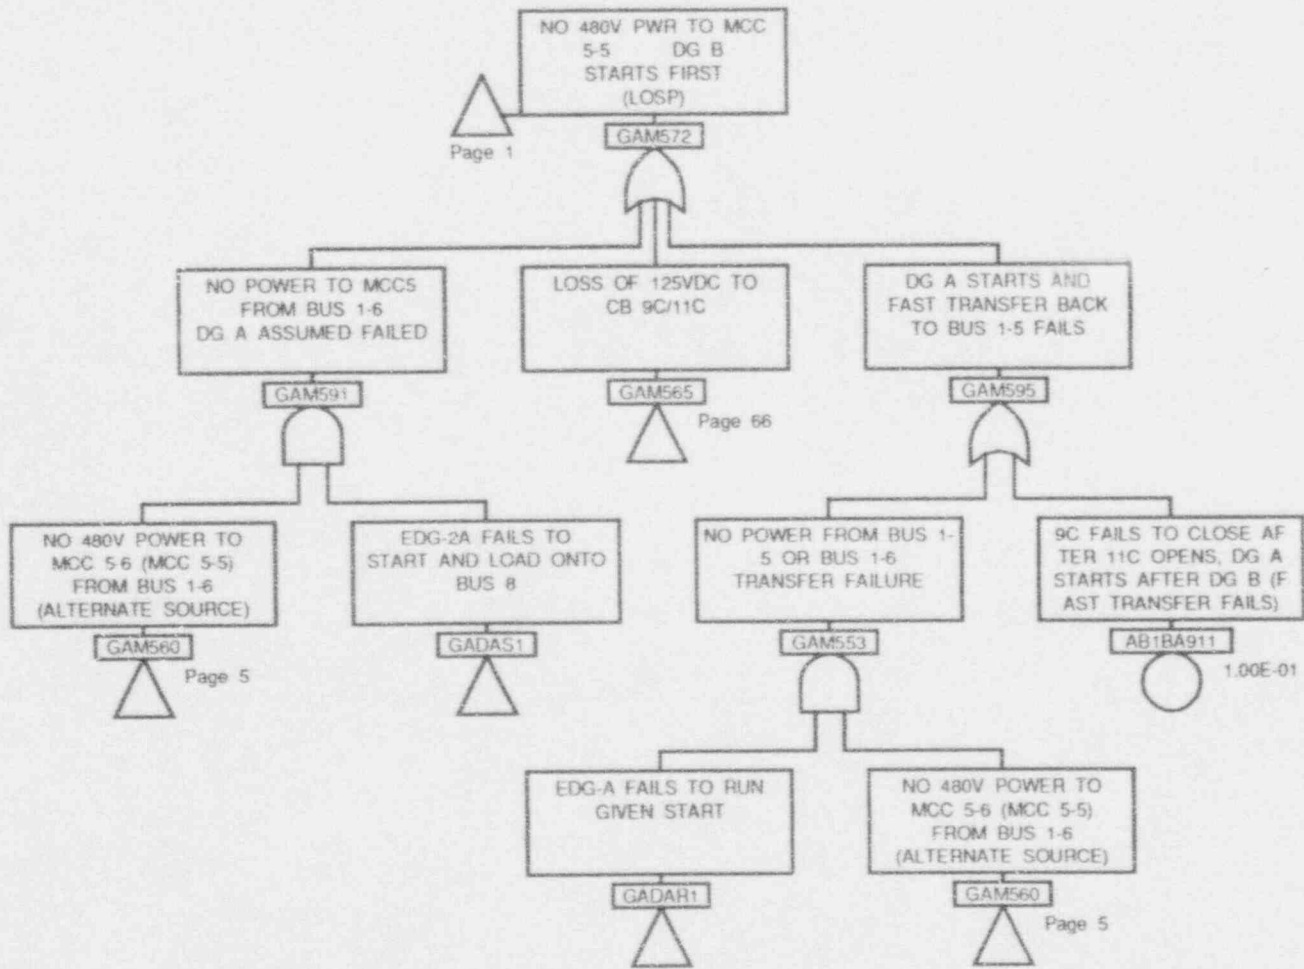 NO 480V PWR TO MCC
5-5 DG B
STARTS FIRST
(LOSP)
Page 1
GAM572
NO POWER TO MCC5
FROM BUS 1-6
DG A ASSUMED FAILED
GAM591
LOSS OF 125VDC TO
CB 9C/11C
GAM565
Page 66
DG A STARTS AND
FAST TRANSFER BACK
TO BUS 1-5 FAILS
GAM595
NO 480V POWER TO
MCC 5-6 (MCC 5-5)
FROM BUS 1-6
(ALTERNATE SOURCE)
GAM560
Page 5
EDG-2A FAILS TO
START AND LOAD ONTO
BUS 8
GADAS1
NO POWER FROM BUS 1-
5 OR BUS 1-6
TRANSFER FAILURE
GAM553
9C FAILS TO CLOSE AF
TER 11C OPENS, DG A
STARTS AFTER DG B (F
AST TRANSFER FAILS)
AB1BA911
1.00E-01
EDG-A FAILS TO RUN
GIVEN START
GADAR1
NO 480V POWER TO
MCC 5-6 (MCC 5-5)
FROM BUS 1-6
(ALTERNATE SOURCE)
GAM560
Page 5